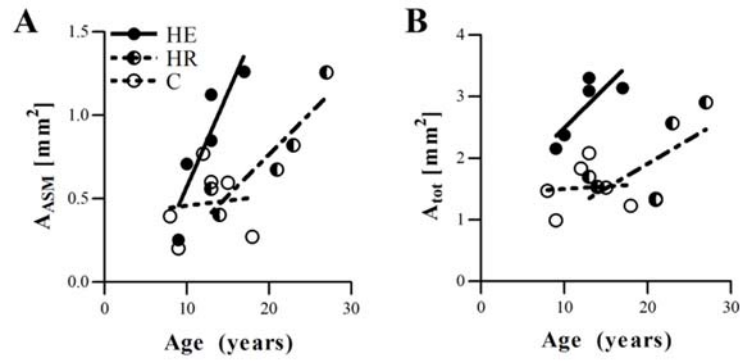 A
HE
HR
C
1.5
1.0
0.5
0.0
A_ASM [mm²]
0
10
20
30
Age (years)
B
4
3
2
1
0
A_tot [mm²]
0
10
20
30
Age (years)